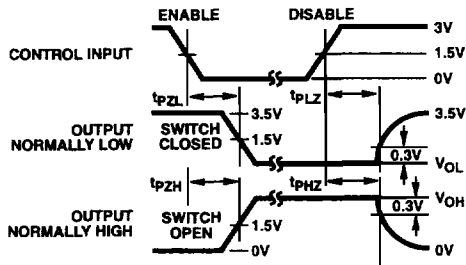 ENABLE DISABLE
3V
CONTROL INPUT 1.5V
0V
tPZL tPLZ
3.5V 3.5V
OUTPUT SWITCH
NORMALLY LOW CLOSED 1.5V
0.3V VOL
tPZH tPHZ VOH
0.3V
OUTPUT SWITCH
NORMALLY HIGH OPEN 1.5V
0V 0V